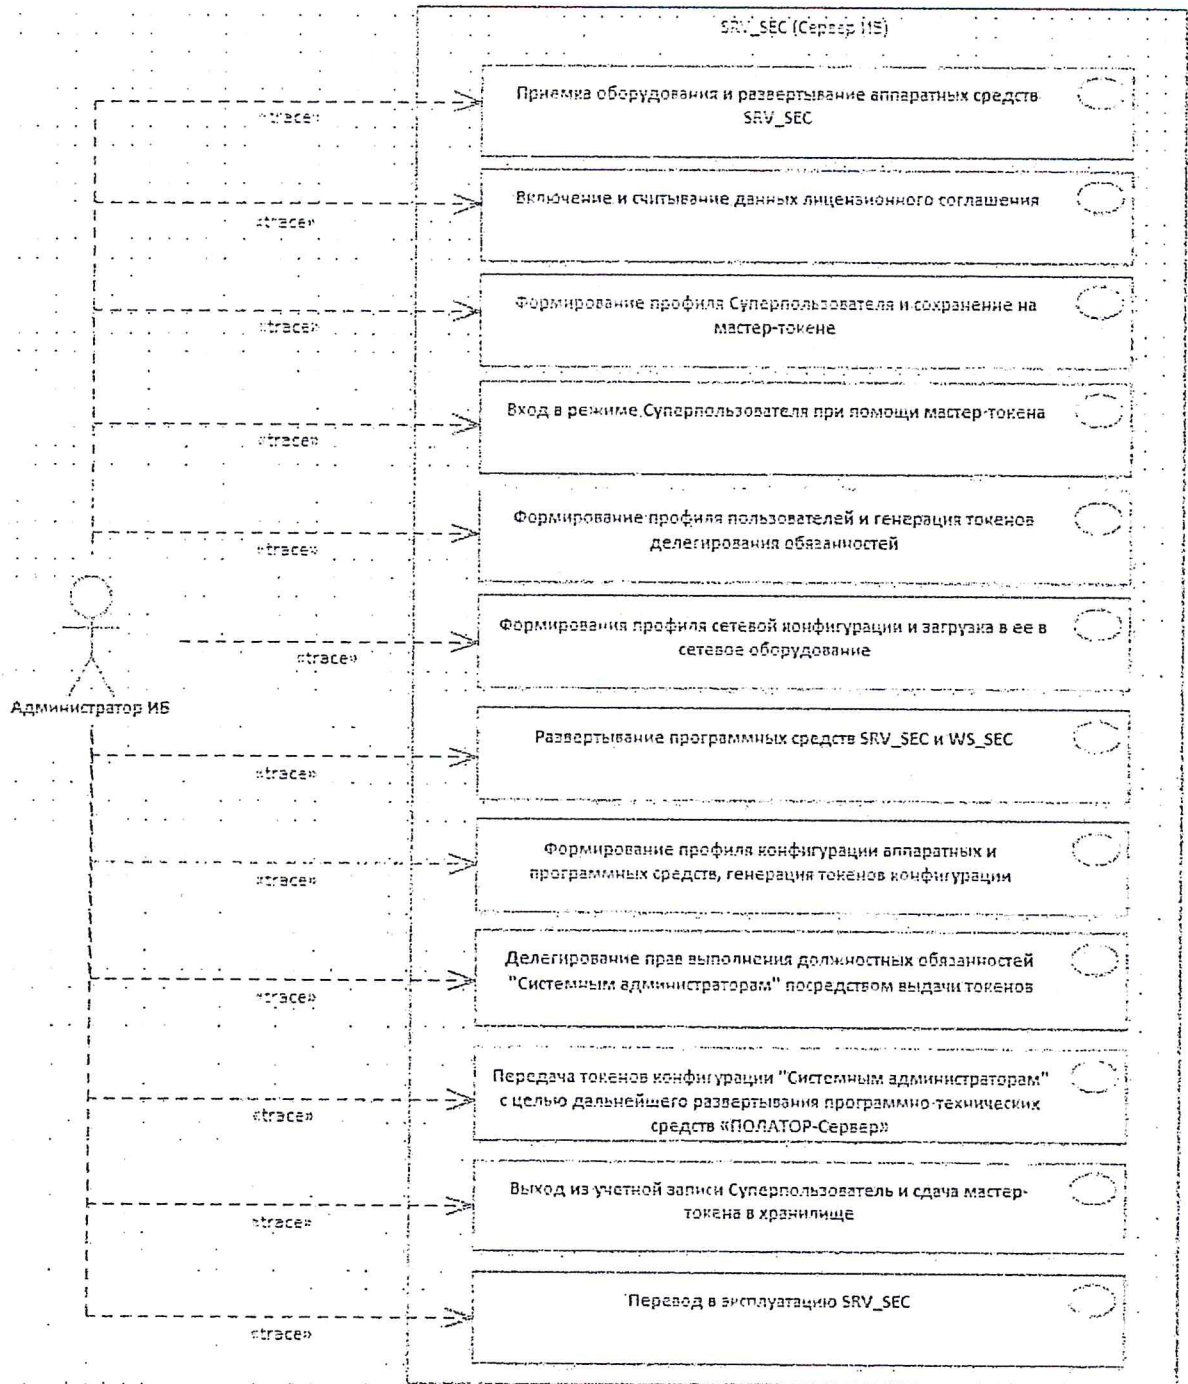 SRV_SEC (Сервер ИБ)
Приемка оборудования и развертывание аппаратных средств
SRV_SEC
«trace»
Включение и считывание данных лицензионного соглашения
«trace»
Формирование профиля Суперпользователя и сохранение на
мастер-токене
«trace»
Вход в режиме Суперпользователя при помощи мастер-токена
«trace»
Формирование профиля пользователей и генерация токенов
делегирования обязанностей
«trace»
Формирования профиля сетевой конфигурации и загрузка в ее в
сетевое оборудование
«trace»
Администратор ИБ
Развертывание программных средств SRV_SEC и WS_SEC
«trace»
Формирование профиля конфигурации аппаратных и
программных средств, генерация токенов конфигурации
«trace»
Делегирование прав выполнения должностных обязанностей
"Системным администраторам" посредством выдачи токенов
«trace»
Передача токенов конфигурации "Системным администраторам"
с целью дальнейшего развертывания программно-технических
средств «ПОЛАТОР-Сервер»
«trace»
Выход из учетной записи Суперпользователь и сдача мастер-
токена в хранилище
«trace»
Перевод в эксплуатацию SRV_SEC
«trace»